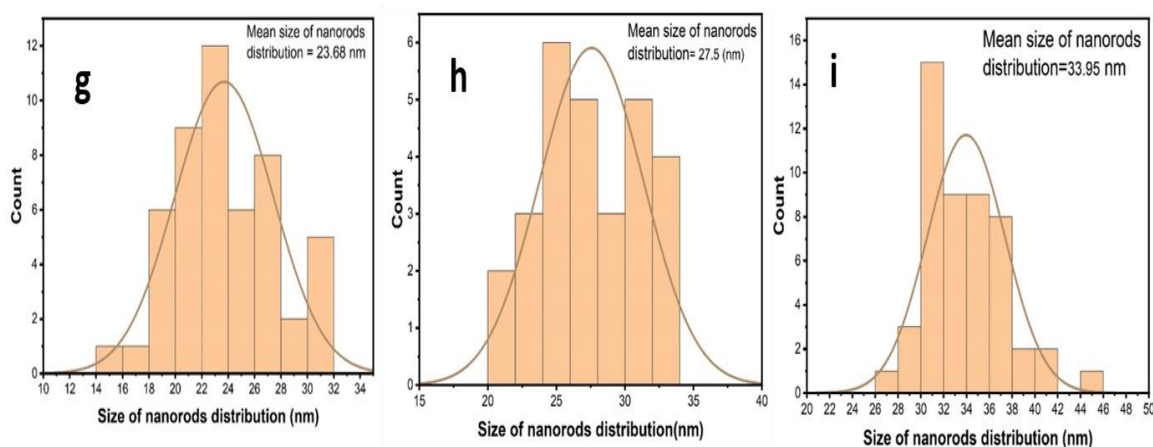 g
Mean size of nanorods
distribution = 23.68 nm
12
10
8
6
4
2
0
Count
10 12 14 16 18 20 22 24 26 28 30 32 34
Size of nanorods distribution (nm)
h
Mean size of nanorods
distribution= 27.5 (nm)
6
5
4
3
2
1
0
Count
15 20 25 30 35 40
Size of nanorods distribution(nm)
i
Mean size of nanorods
distribution=33.95 nm
16
14
12
10
8
6
4
2
0
Count
20 22 24 26 28 30 32 34 36 38 40 42 44 46 48 50
Size of nanorods distribution (nm)